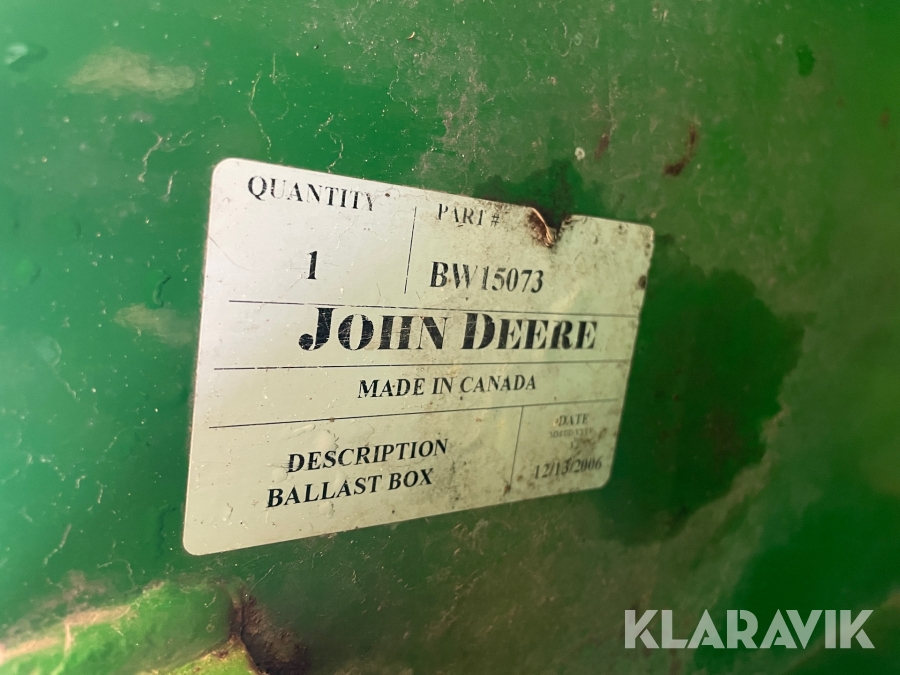 QUANTITY PART #
1 BW15073
JOHN DEERE
MADE IN CANADA
DESCRIPTION DATE
BALLAST BOX 12/13/2006
KLARAVIK